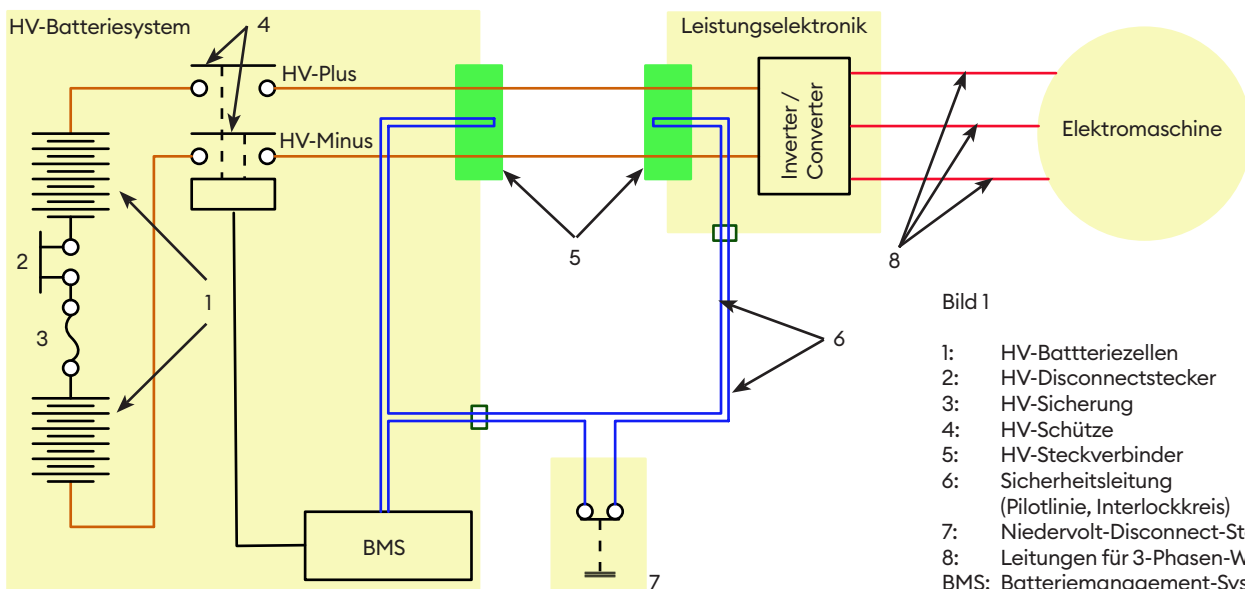 HV-Batteriesystem
4
Leistungselektronik
HV-Plus
HV-Minus
Inverter /
Converter
Elektromaschine
2
1
3
5
8
6
BMS
7
Bild 1
1: HV-Battteriezellen
2: HV-Disconnectstecker
3: HV-Sicherung
4: HV-Schütze
5: HV-Steckverbinder
6: Sicherheitsleitung
(Pilotlinie, Interlockkreis)
7: Niedervolt-Disconnect-St
8: Leitungen für 3-Phasen-W
BMS: Batteriemanagement-Sys